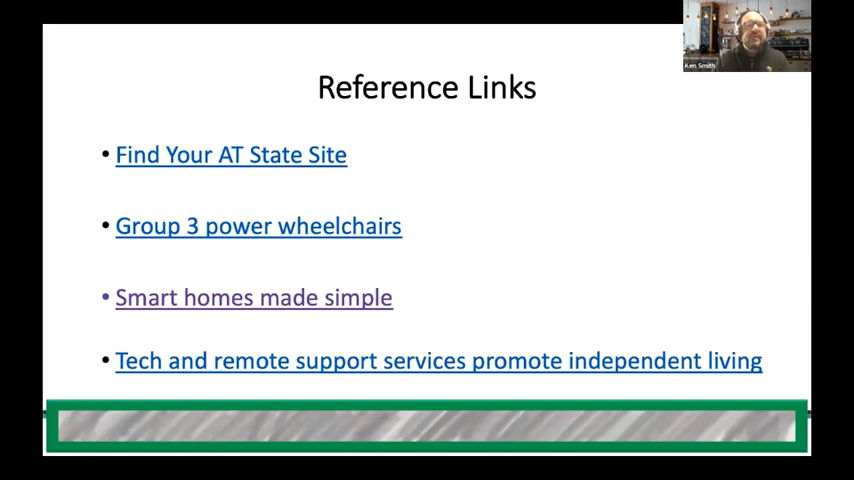 Ken Smith
Reference Links
• Find Your AT State Site
• Group 3 power wheelchairs
• Smart homes made simple
• Tech and remote support services promote independent living